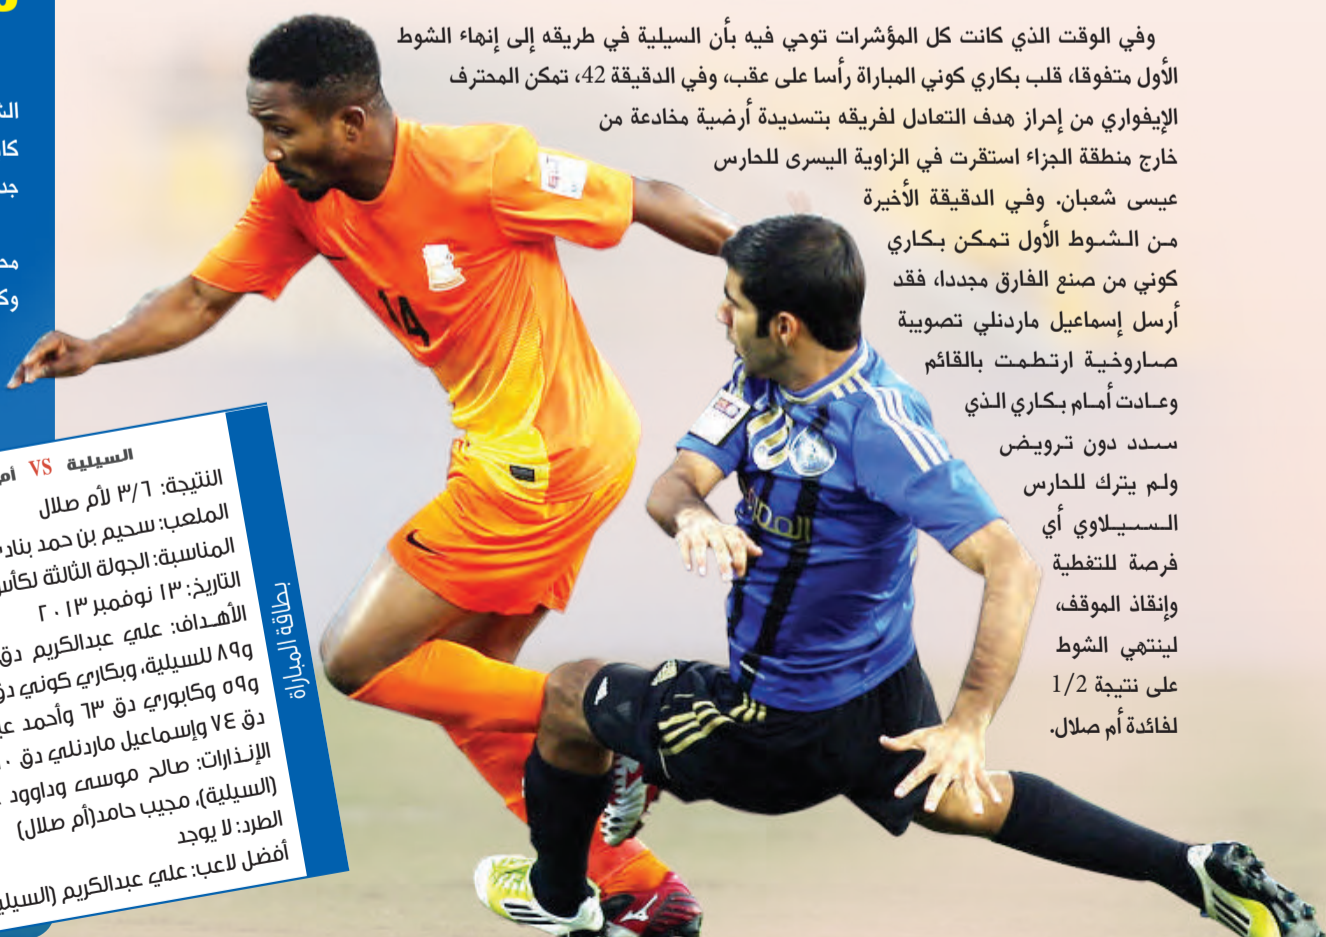 وفي الوقت الذي كانت كل المؤشرات توحي فيه بأن السيلية في طريقه إلى إنهاء الشوط
الأول متفوقا، قلب بكاري كوني المباراة رأسا على عقب، وفي الدقيقة 42، تمكن المحترف
الإيفواري من إحراز هدف التعادل لفريقه بتسديدة أرضية مخادعة من
خارج منطقة الجزاء استقرت في الزاوية اليسرى للحارس
عيسى شعبان. وفي الدقيقة الأخيرة
من الشوط الأول تمكن بكاري
كوني من صنع الفارق مجددا، فقد
أرسل إسماعيل ماردنلي تصويبة
صاروخية ارتطمت بالقائم
وعادت أمام بكاري الذي
سدد دون ترويض
ولم يترك للحارس
السيلاوي أي
فرصة للتغطية
وإنقاذ الموقف،
لينتهي الشوط
على نتيجة 1/2
لفائدة أم صلال.
14
بطاقة المباراة
السيلية VS
النتيجة: ٣/٦ لأم صلال
الملعب: سحيم بن حمد
المناسبة: الجولة الثالثة
التاريخ: ١٣ نوفمبر ٢٠١٣
الأهداف: علي عبدالكريم دق
و٨٩ للسيلية، وبكاري كوني
و٥٩ وكابوري دق ٦٣ وأحمد
دق ٧٤ وإسماعيل ماردنلي دق
الإنذارات: صالح موسى وداوود
(السيلية)، مجيب حامد(أم صلال)
الطرد: لا يوجد
أفضل لاعب: علي عبدالكريم